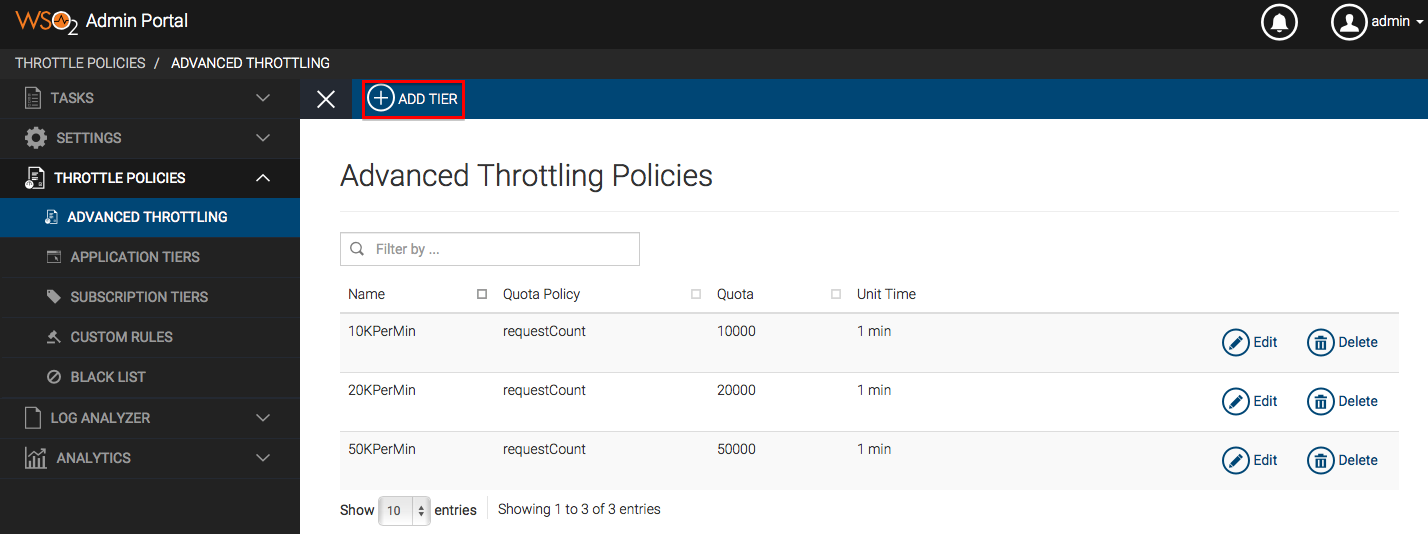 WSO2 Admin Portal
admin
THROTTLE POLICIES / ADVANCED THROTTLING
TASKS
SETTINGS
THROTTLE POLICIES
ADVANCED THROTTLING
APPLICATION TIERS
SUBSCRIPTION TIERS
CUSTOM RULES
BLACK LIST
LOG ANALYZER
ANALYTICS
ADD TIER
Advanced Throttling Policies
Filter by ...
Name Quota Policy Quota Unit Time
10KPerMin requestCount 10000 1 min Edit Delete
20KPerMin requestCount 20000 1 min Edit Delete
50KPerMin requestCount 50000 1 min Edit Delete
Show 10 entries Showing 1 to 3 of 3 entries